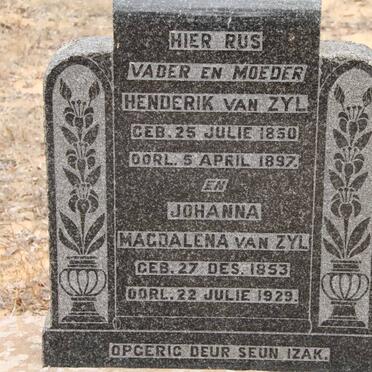 HIER RUS
VADER EN MOEDER
HENDERIK VAN ZYL
GEB. 25 JULIE 1850
OORL. 5 APRIL 1897.
EN
JOHANNA
MAGDALENA VAN ZYL
GEB. 27 DES. 1853
OORL. 22 JULIE 1929.
OPGERIG DEUR SEUN IZAK.